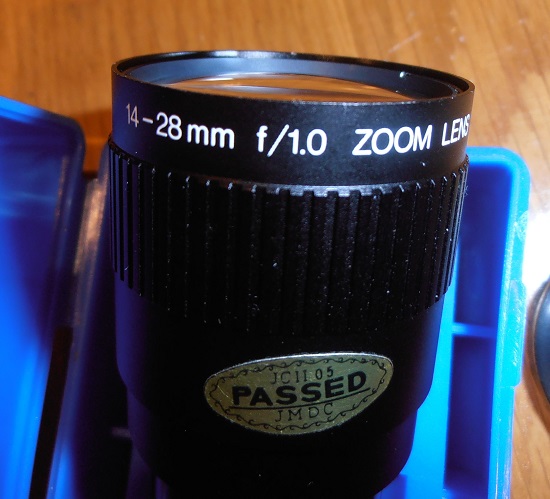 14-28mm f/1.0 ZOOM LENS
JCII 05
PASSED
JMDC